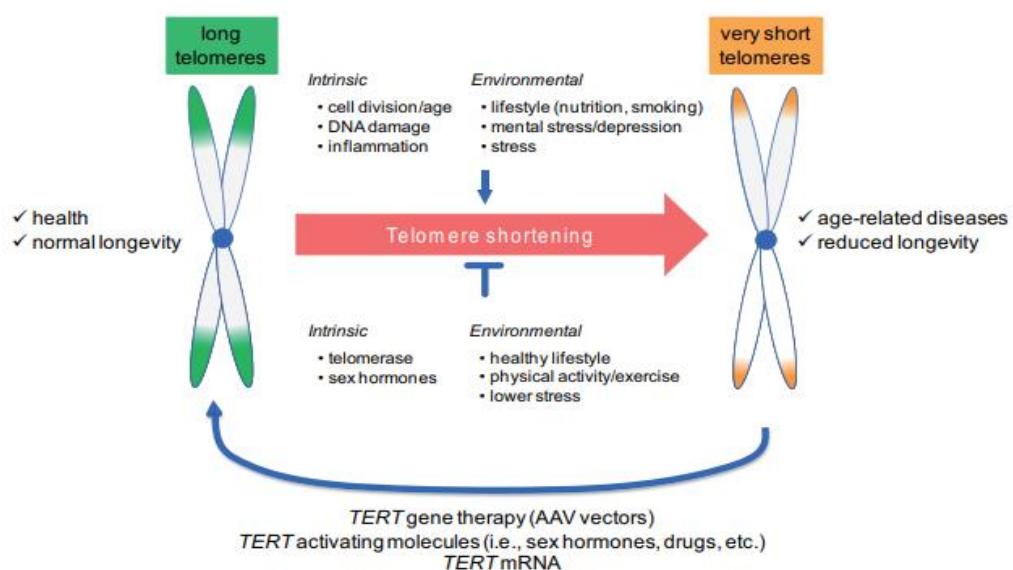 long
telomeres
very short
telomeres
Intrinsic
• cell division/age
• DNA damage
• inflammation
Environmental
• lifestyle (nutrition, smoking)
• mental stress/depression
• stress
✓ health
✓ normal longevity
Telomere shortening
✓ age-related diseases
✓ reduced longevity
Intrinsic
• telomerase
• sex hormones
Environmental
• healthy lifestyle
• physical activity/exercise
• lower stress
TERT gene therapy (AAV vectors)
TERT activating molecules (i.e., sex hormones, drugs, etc.)
TERT mRNA